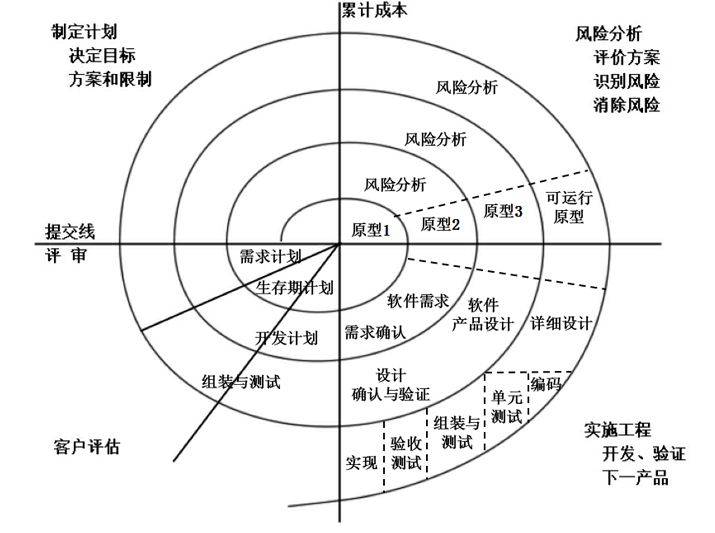 累计成本
制定计划
决定目标
方案和限制
风险分析
评价方案
识别风险
消除风险
风险分析
风险分析
风险分析
原型1
原型2
原型3
可运行
原型
提交线
评 审
需求计划
生存期计划
开发计划
组装与测试
软件需求
需求确认
软件
产品设计
详细设计
设计
确认与验证
编码
单元
测试
组装与
测试
验收
测试
实现
客户评估
实施工程
开发、验证
下一产品